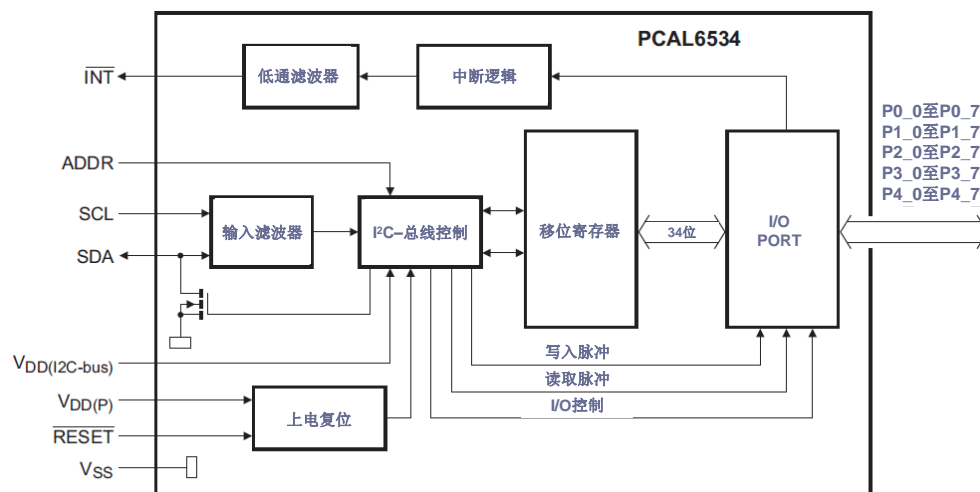 PCAL6534
INT
低通滤波器
中断逻辑
P0_0至P0_7
P1_0至P1_7
P2_0至P2_7
P3_0至P3_7
P4_0至P4_7
ADDR
SCL
SDA
输入滤波器
I²C–总线控制
移位寄存器
34位
I/O
PORT
VDD(I2C-bus)
写入脉冲
读取脉冲
I/O控制
VDD(P)
RESET
上电复位
VSS